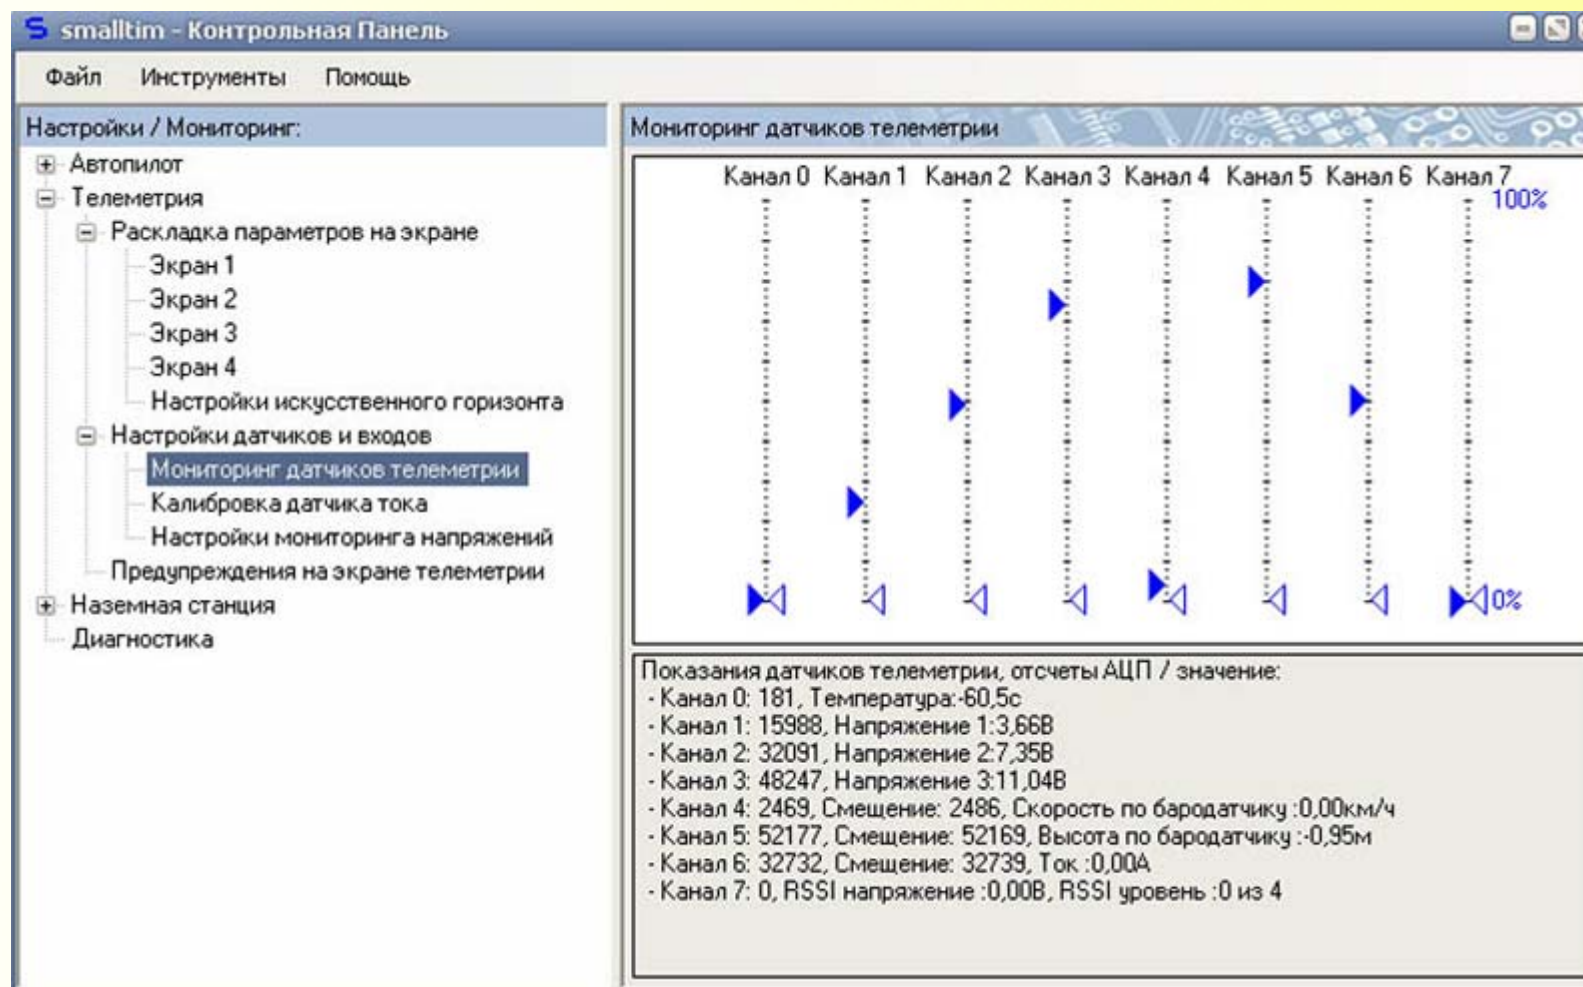 smalltim - Контрольная Панель
Файл Инструменты Помощь
Настройки / Мониторинг:
Автопилот
Телеметрия
Раскладка параметров на экране
Экран 1
Экран 2
Экран 3
Экран 4
Настройки искусственного горизонта
Настройки датчиков и входов
Мониторинг датчиков телеметрии
Калибровка датчика тока
Настройки мониторинга напряжений
Предупреждения на экране телеметрии
Наземная станция
Диагностика
Мониторинг датчиков телеметрии
Канал 0 Канал 1 Канал 2 Канал 3 Канал 4 Канал 5 Канал 6 Канал 7
100%
0%
Показания датчиков телеметрии, отсчеты АЦП / значение:
- Канал 0: 181, Температура:-60,5с
- Канал 1: 15988, Напряжение 1:3,66В
- Канал 2: 32091, Напряжение 2:7,35В
- Канал 3: 48247, Напряжение 3:11,04В
- Канал 4: 2469, Смещение: 2486, Скорость по бародатчику :0,00км/ч
- Канал 5: 52177, Смещение: 52169, Высота по бародатчику :-0,95м
- Канал 6: 32732, Смещение: 32739, Ток :0,00А
- Канал 7: 0, RSSI напряжение :0,00В, RSSI уровень :0 из 4